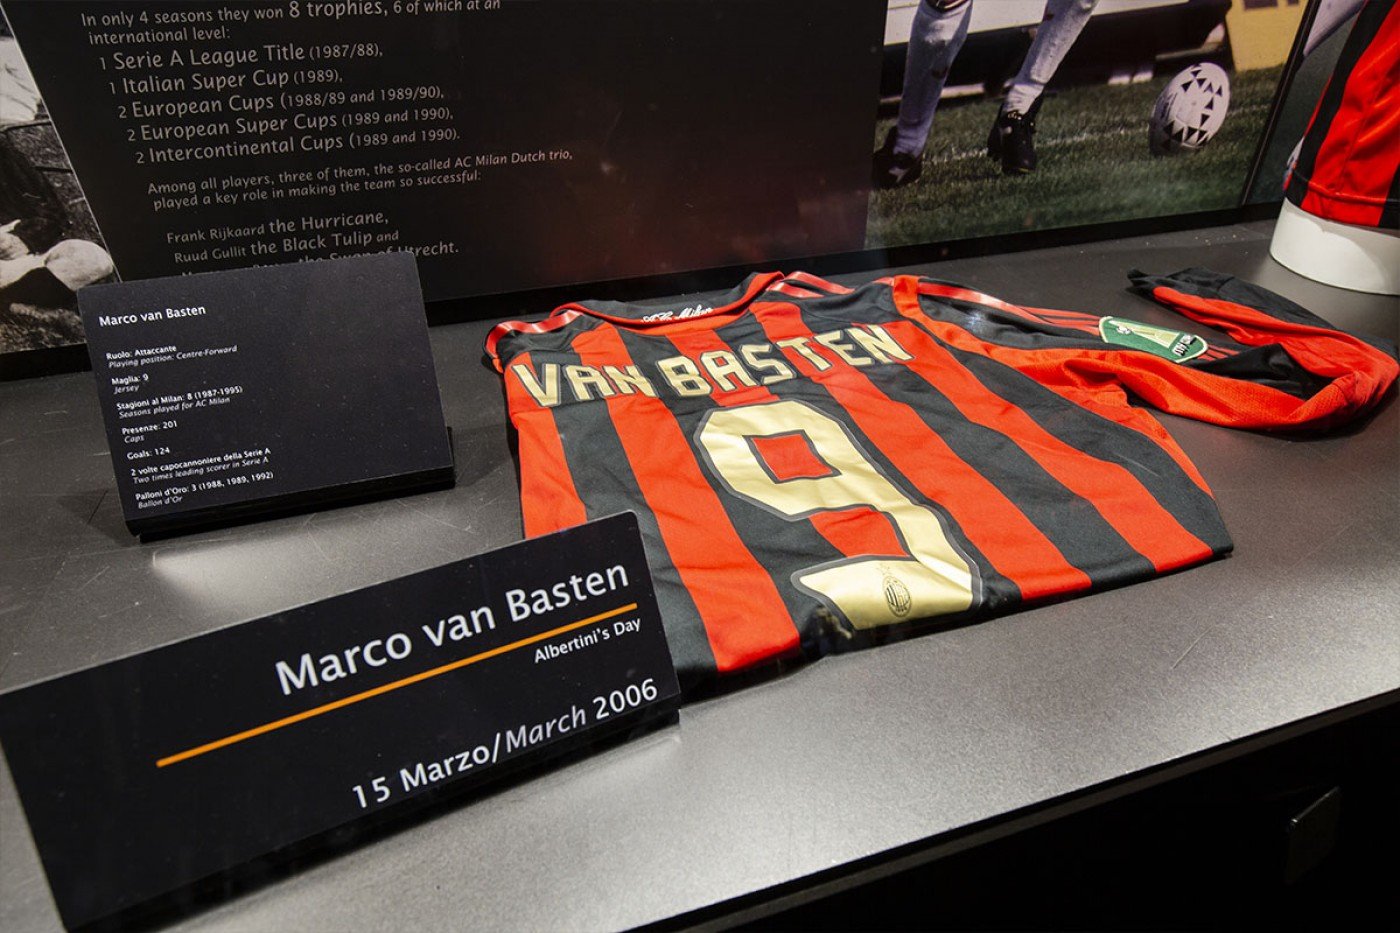 In only 4 seasons they won 8 trophies, 6 of which at an
international level:
1 Serie A League Title (1987/88),
1 Italian Super Cup (1989),
2 European Cups (1988/89 and 1989/90),
2 European Super Cups (1989 and 1990),
2 Intercontinental Cups (1989 and 1990).
Among all players, three of them, the so-called AC Milan Dutch trio,
played a key role in making the team so successful:
Frank Rijkaard the Hurricane,
Ruud Gullit the Black Tulip and
the Swan of Utrecht.
Marco van Basten
Ruolo: Attaccante
Playing position: Centre-Forward
Maglia: 9
Jersey
Stagioni al Milan: 8 (1987-1995)
Seasons played for AC Milan
Presenze: 201
Caps
Goals: 124
2 volte capocannoniere della Serie A
Two times leading scorer in Serie A
Palloni d'Oro: 3 (1988, 1989, 1992)
Ballon d'Or
A.C. Milan
VAN BASTEN
9
Marco van Basten
Albertini's Day
15 Marzo/March 2006